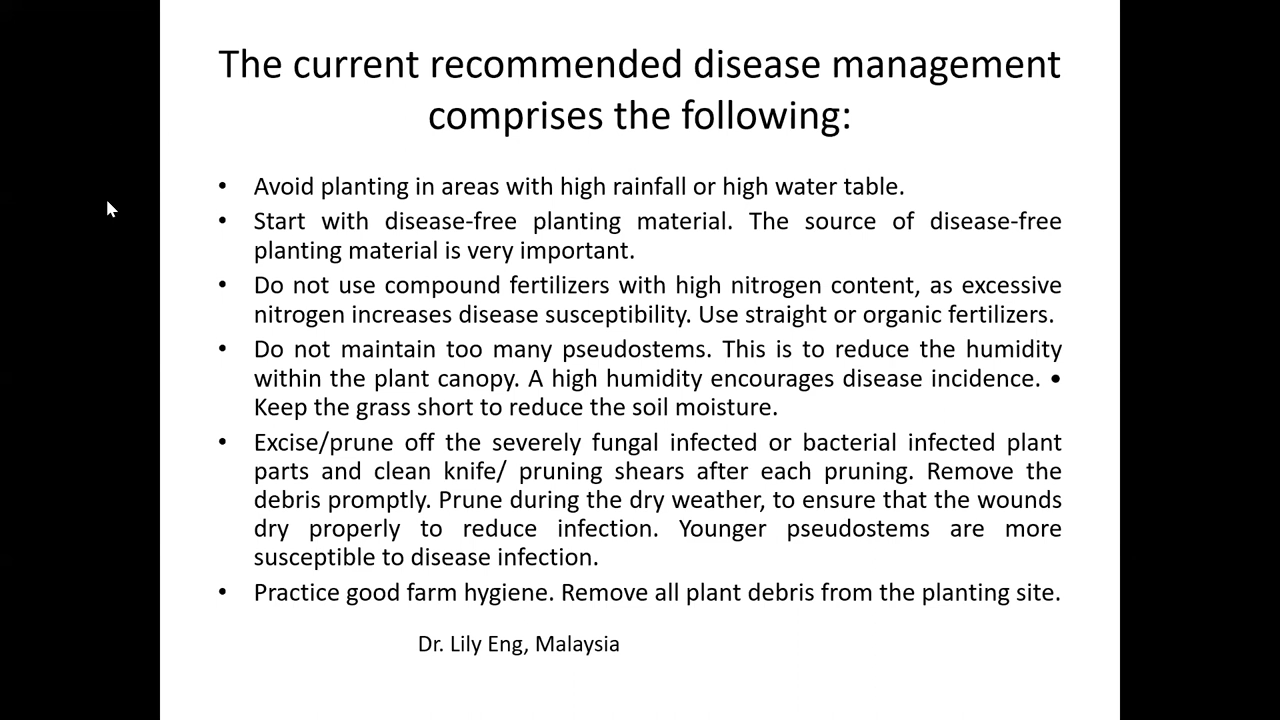 The current recommended disease management
comprises the following:
• Avoid planting in areas with high rainfall or high water table.
• Start with disease-free planting material. The source of disease-free
planting material is very important.
• Do not use compound fertilizers with high nitrogen content, as excessive
nitrogen increases disease susceptibility. Use straight or organic fertilizers.
• Do not maintain too many pseudostems. This is to reduce the humidity
within the plant canopy. A high humidity encourages disease incidence. •
Keep the grass short to reduce the soil moisture.
• Excise/prune off the severely fungal infected or bacterial infected plant
parts and clean knife/ pruning shears after each pruning. Remove the
debris promptly. Prune during the dry weather, to ensure that the wounds
dry properly to reduce infection. Younger pseudostems are more
susceptible to disease infection.
• Practice good farm hygiene. Remove all plant debris from the planting site.
Dr. Lily Eng, Malaysia